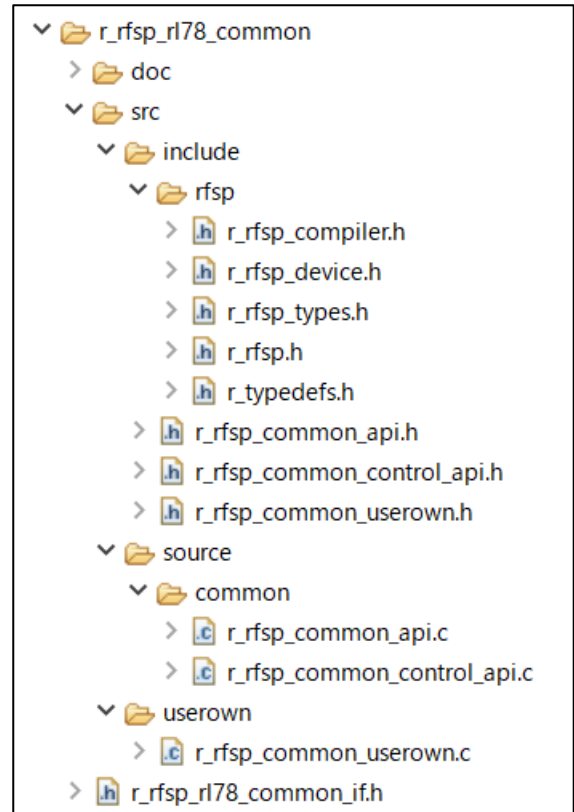 r_rfsp_rl78_common
doc
src
include
rfsp
r_rfsp_compiler.h
r_rfsp_device.h
r_rfsp_types.h
r_rfsp.h
r_typedefs.h
r_rfsp_common_api.h
r_rfsp_common_control_api.h
r_rfsp_common_userown.h
source
common
r_rfsp_common_api.c
r_rfsp_common_control_api.c
userown
r_rfsp_common_userown.c
r_rfsp_rl78_common_if.h